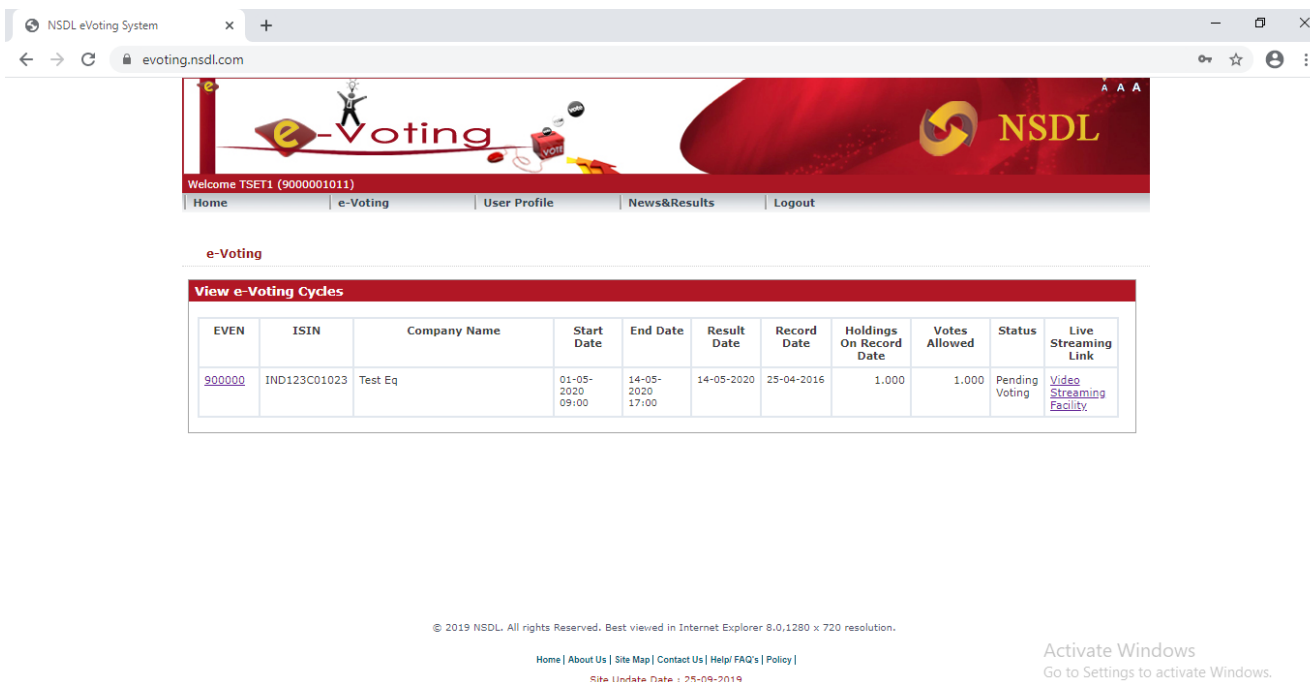 NSDL eVoting System
evoting.nsdl.com
e
A A A
e-Voting
VOTE
VOTE
NSDL
Welcome TSET1 (9000001011)
Home e-Voting User Profile News&Results Logout
e-Voting
View e-Voting Cycles
EVEN ISIN Company Name Start Date End Date Result Date Record Date Holdings On Record Date Votes Allowed Status Live Streaming Link
900000 IND123C01023 Test Eq 01-05-2020 09:00 14-05-2020 17:00 14-05-2020 25-04-2016 1.000 1.000 Pending Voting Video Streaming Facility
© 2019 NSDL. All rights Reserved. Best viewed in Internet Explorer 8.0,1280 x 720 resolution.
Home | About Us | Site Map | Contact Us | Help/ FAQ's | Policy |
Site Update Date : 25-09-2019
Activate Windows
Go to Settings to activate Windows.